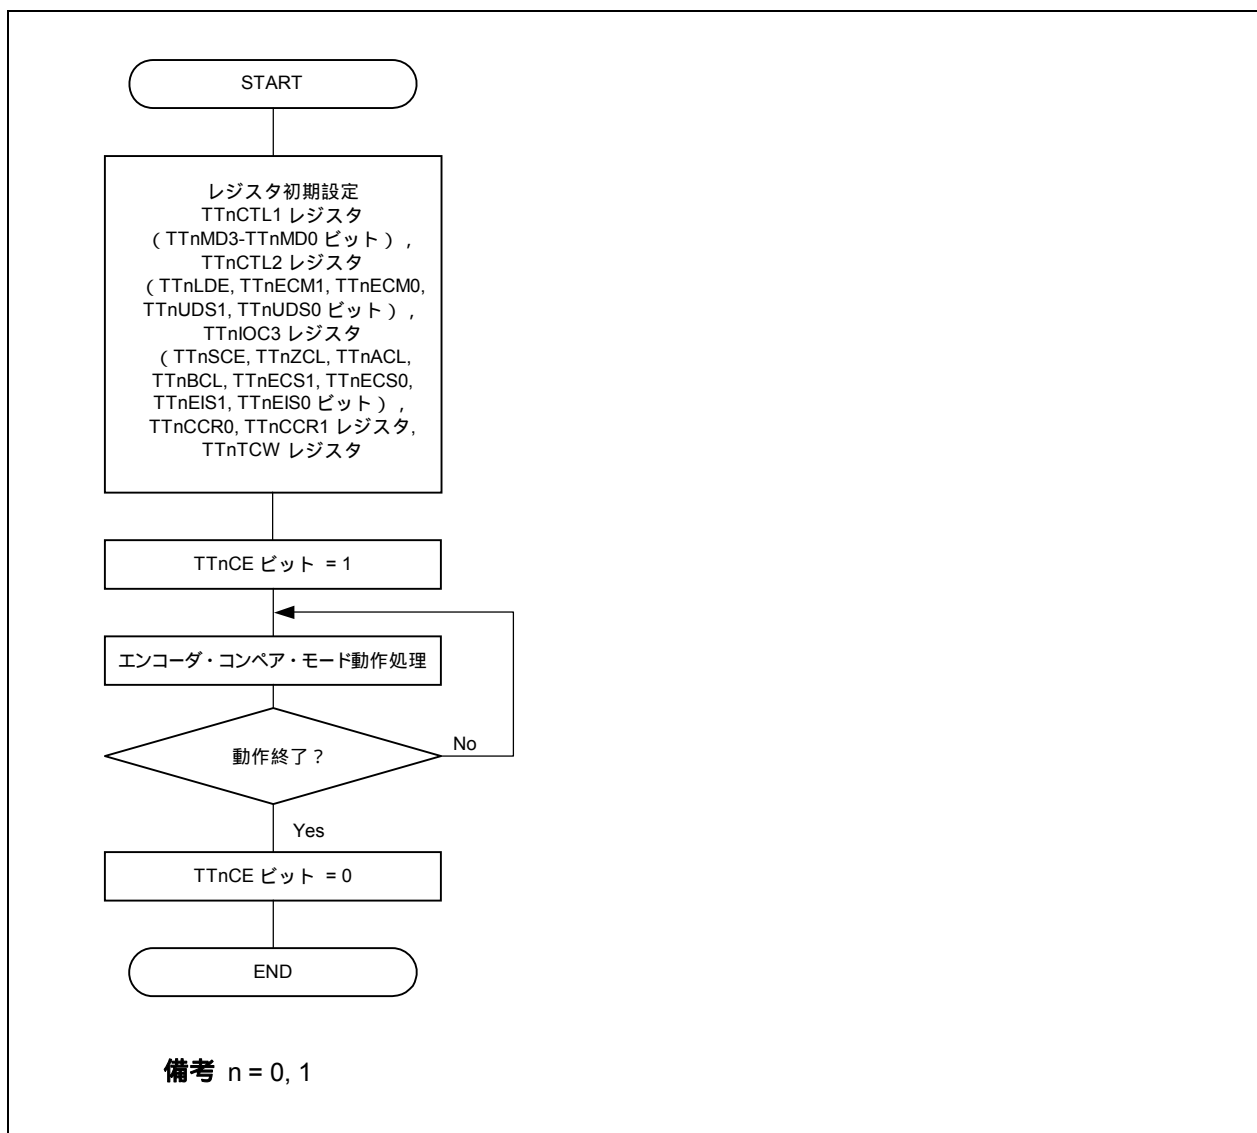 START
レジスタ初期設定
TTnCTL1 レジスタ
（TTnMD3-TTnMD0 ビット），
TTnCTL2 レジスタ
（TTnLDE, TTnECM1, TTnECM0,
TTnUDS1, TTnUDS0 ビット），
TTnIOC3 レジスタ
（TTnSCE, TTnZCL, TTnACL,
TTnBCL, TTnECS1, TTnECS0,
TTnEIS1, TTnEIS0 ビット），
TTnCCR0, TTnCCR1 レジスタ,
TTnTCW レジスタ
TTnCE ビット = 1
エンコーダ・コンペア・モード動作処理
動作終了？
No
Yes
TTnCE ビット = 0
END
備考 n = 0, 1